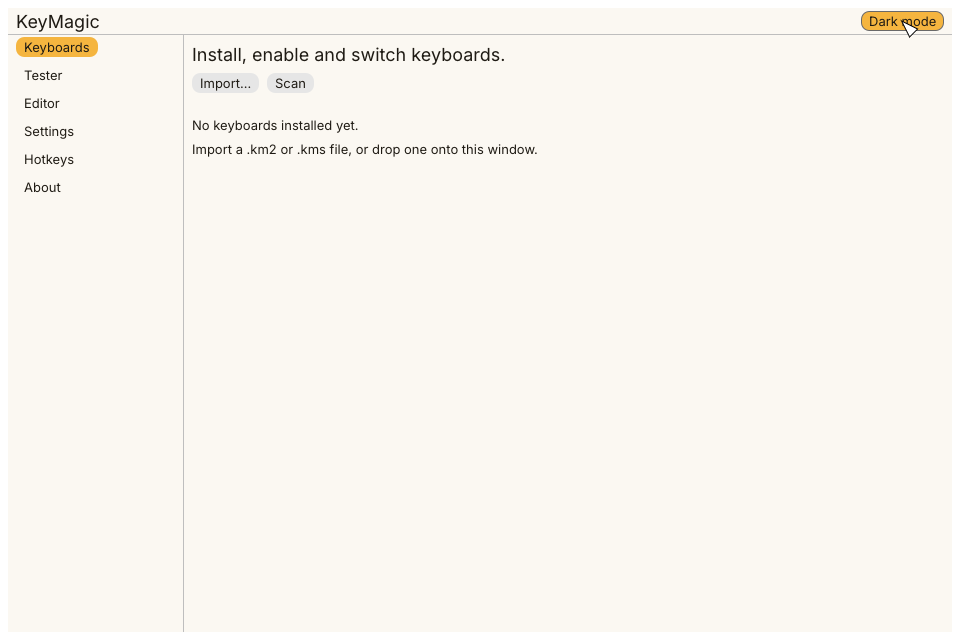 KeyMagic
Dark mode
Keyboards
Tester
Editor
Settings
Hotkeys
About
Install, enable and switch keyboards.
Import...
Scan
No keyboards installed yet.
Import a .km2 or .kms file, or drop one onto this window.